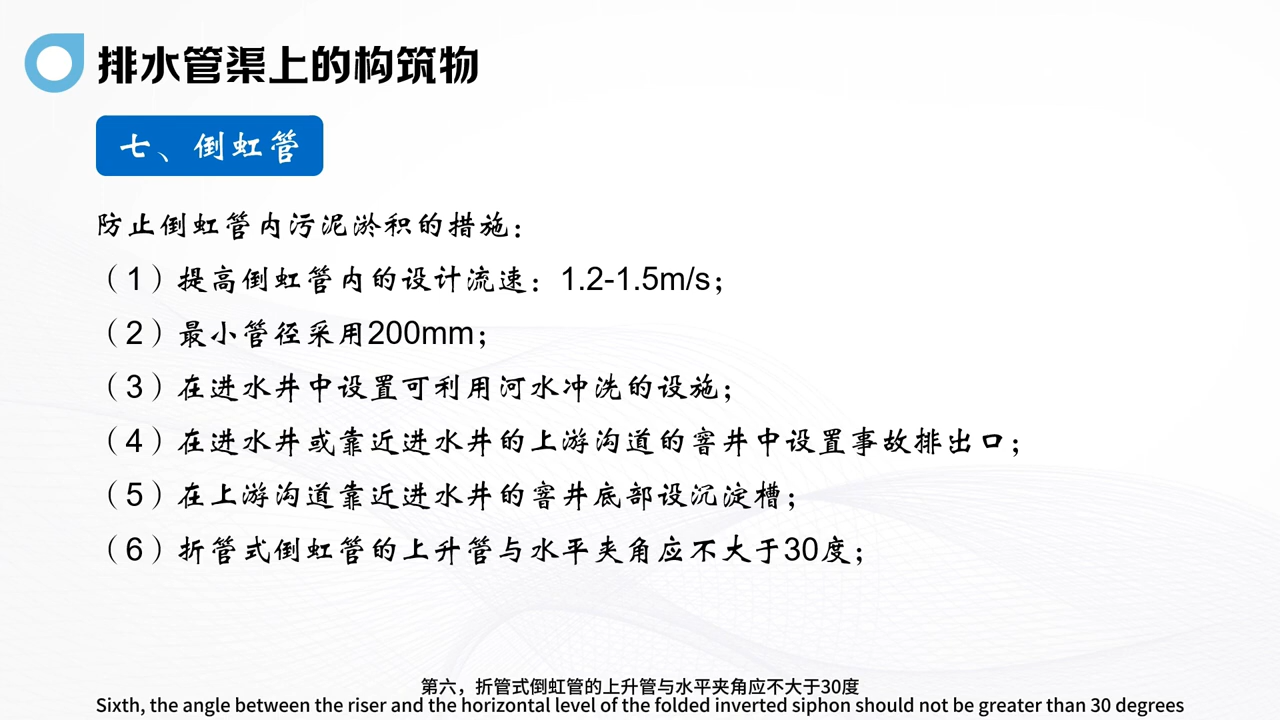 排水管渠上的构筑物
七、倒虹管
防止倒虹管内污泥淤积的措施：
（1）提高倒虹管内的设计流速：1.2-1.5m/s；
（2）最小管径采用200mm；
（3）在进水井中设置可利用河水冲洗的设施；
（4）在进水井或靠近进水井的上游沟道的窨井中设置事故排出口；
（5）在上游沟道靠近进水井的窨井底部设沉淀槽；
（6）折管式倒虹管的上升管与水平夹角应不大于30度；
第六，折管式倒虹管的上升管与水平夹角应不大于30度
Sixth, the angle between the riser and the horizontal level of the folded inverted siphon should not be greater than 30 degrees